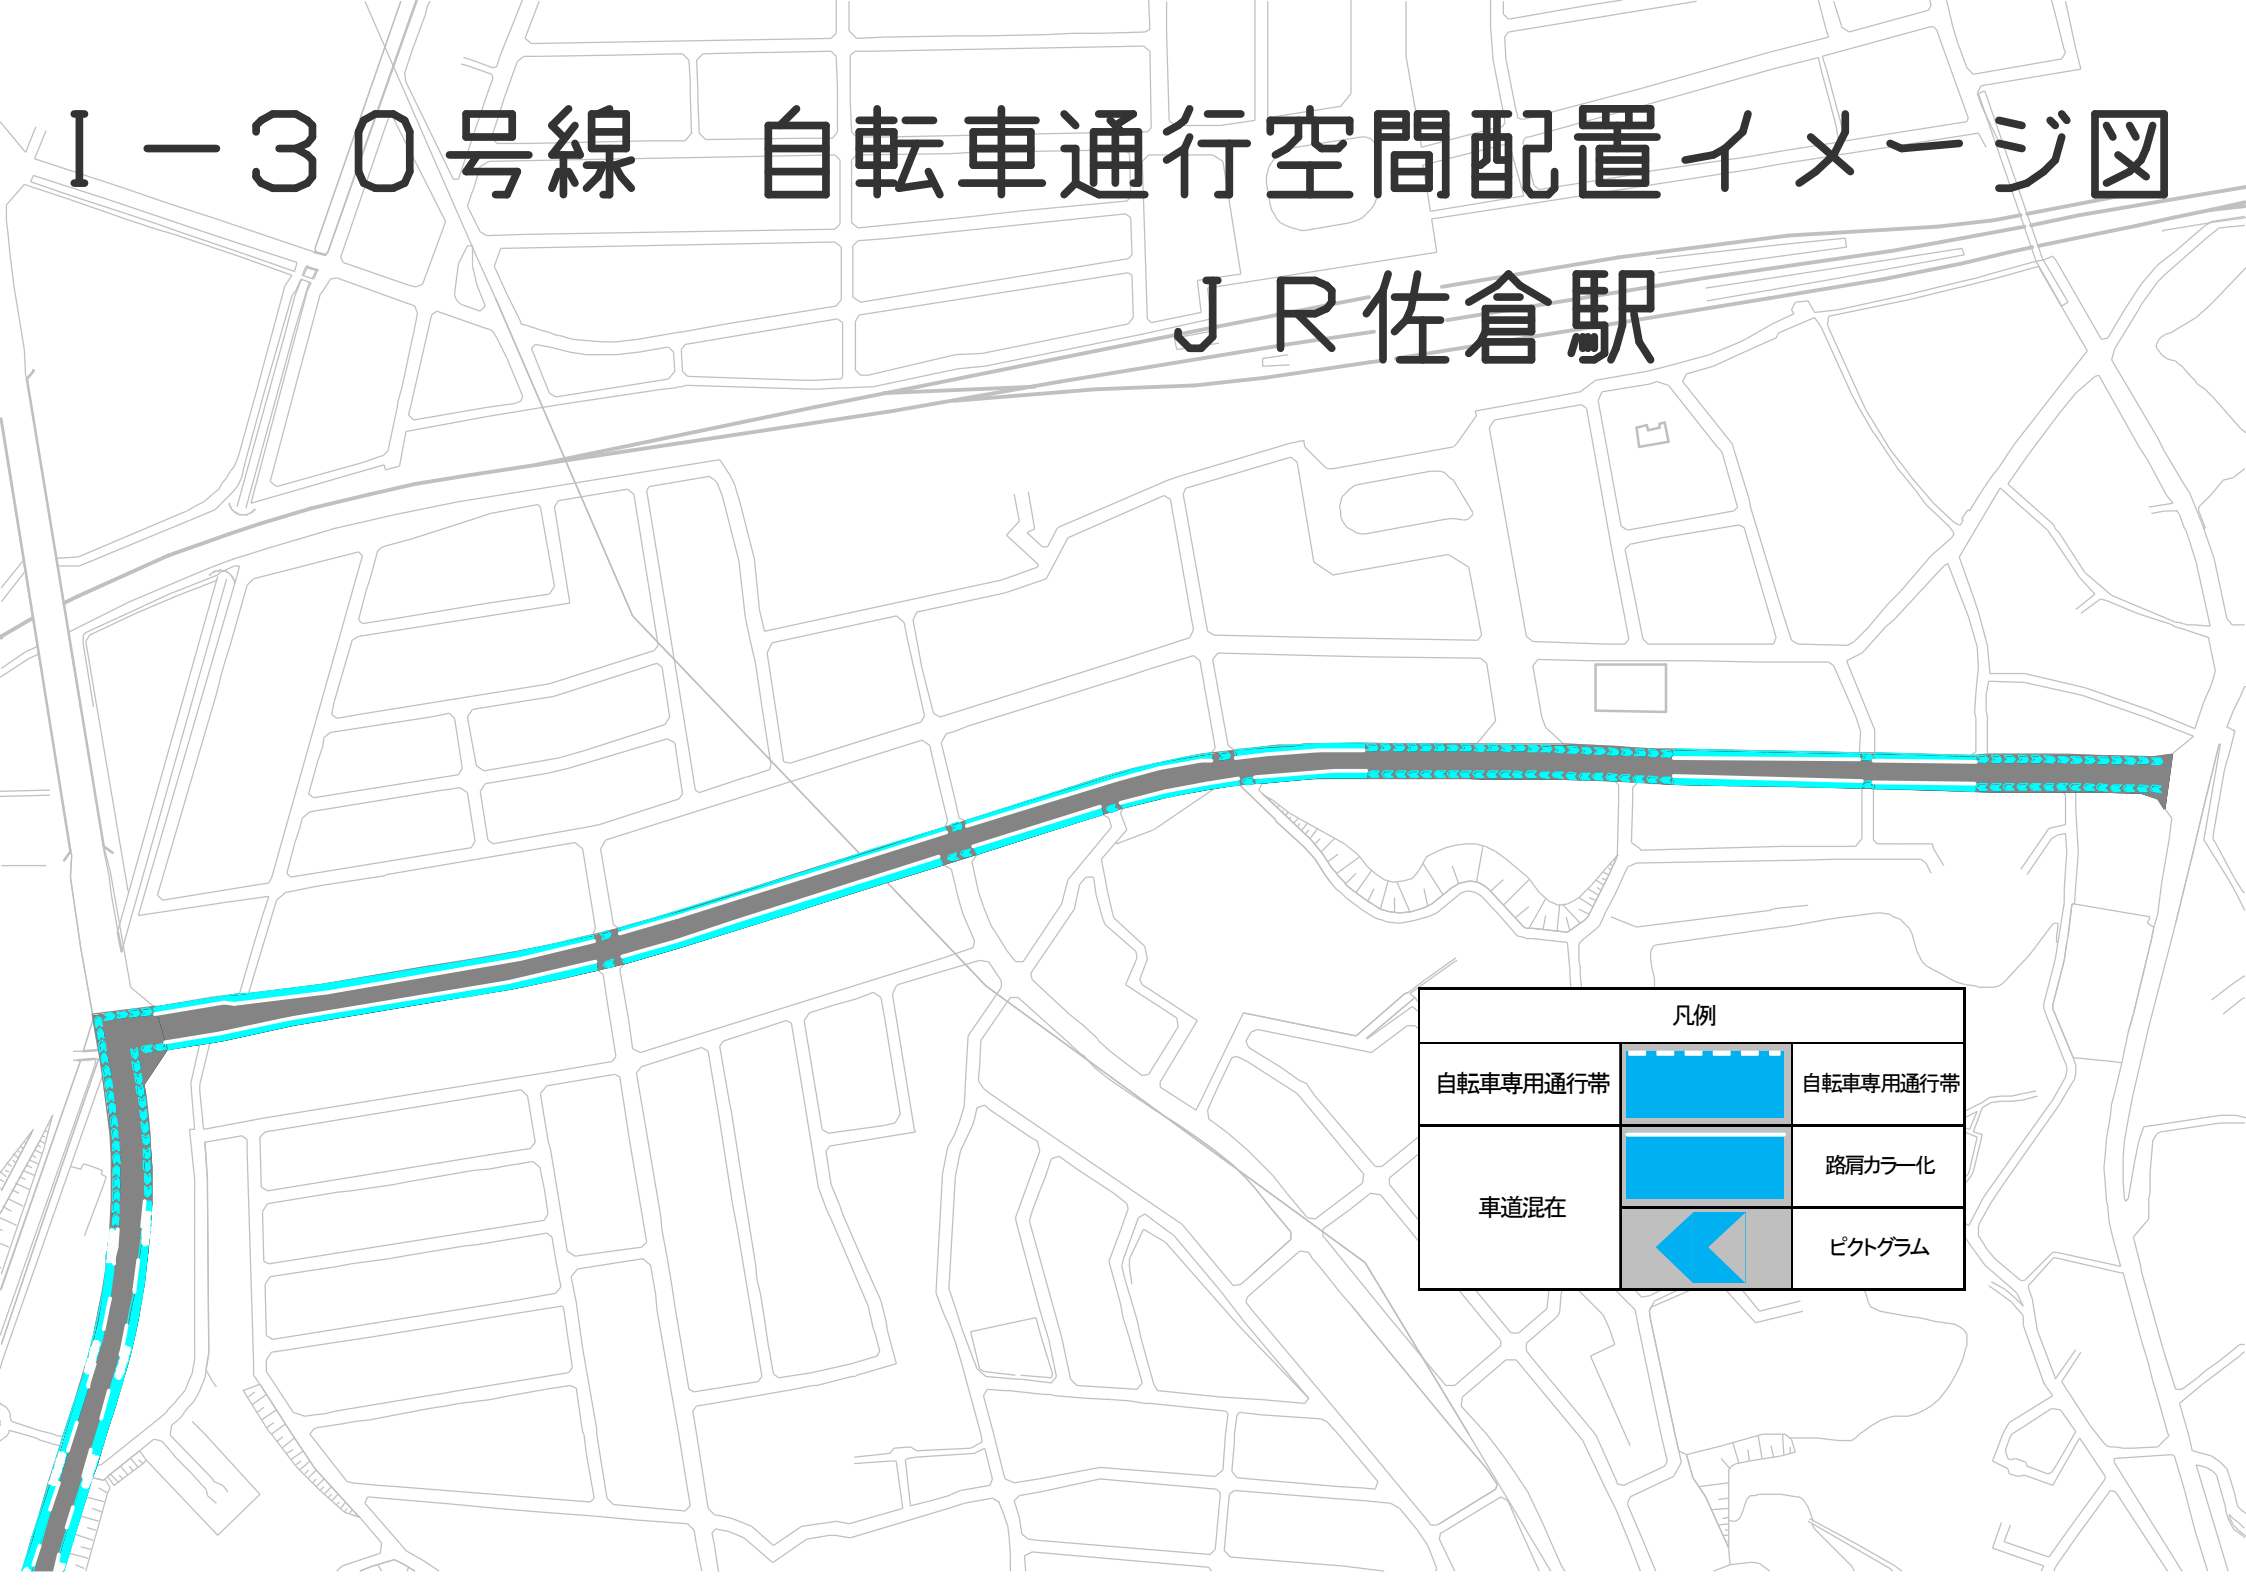 Ⅰ－３０号線　自転車通行空間配置イメージ図
ＪＲ佐倉駅
凡例
自転車専用通行帯
自転車専用通行帯
車道混在
路肩カラー化
ピクトグラム